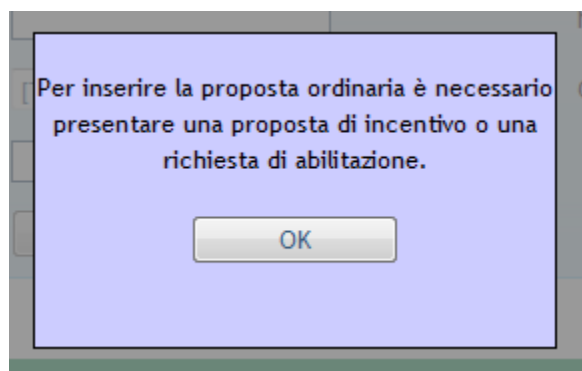 Per inserire la proposta ordinaria è necessario
presentare una proposta di incentivo o una
richiesta di abilitazione.
OK